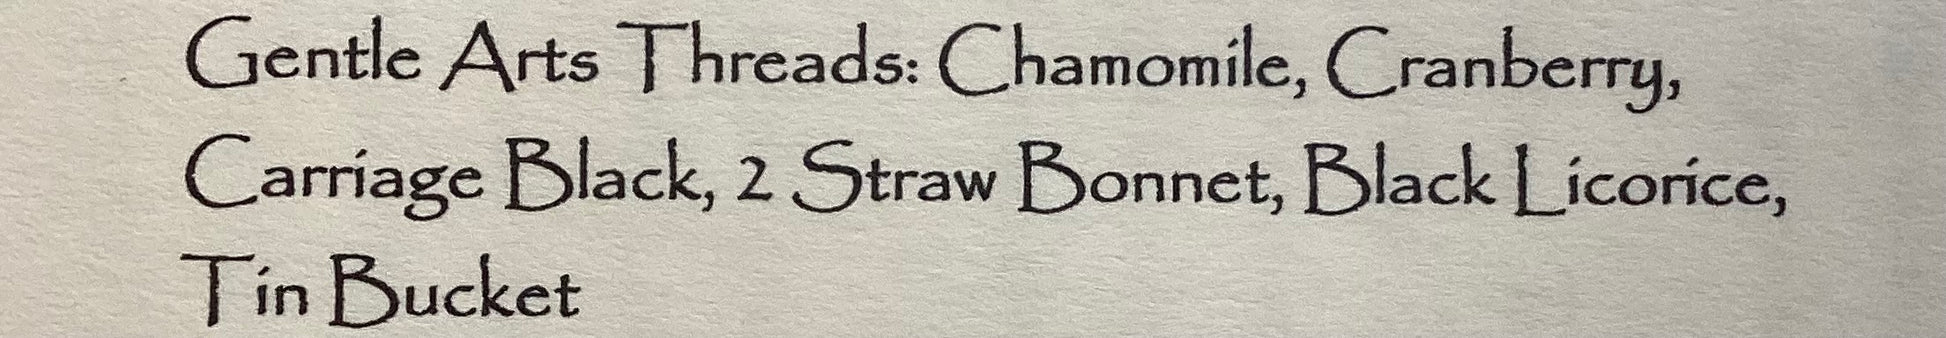 Gentle Arts Threads: Chamomile, Cranberry,
Carriage Black, 2 Straw Bonnet, Black Licorice,
Tin Bucket